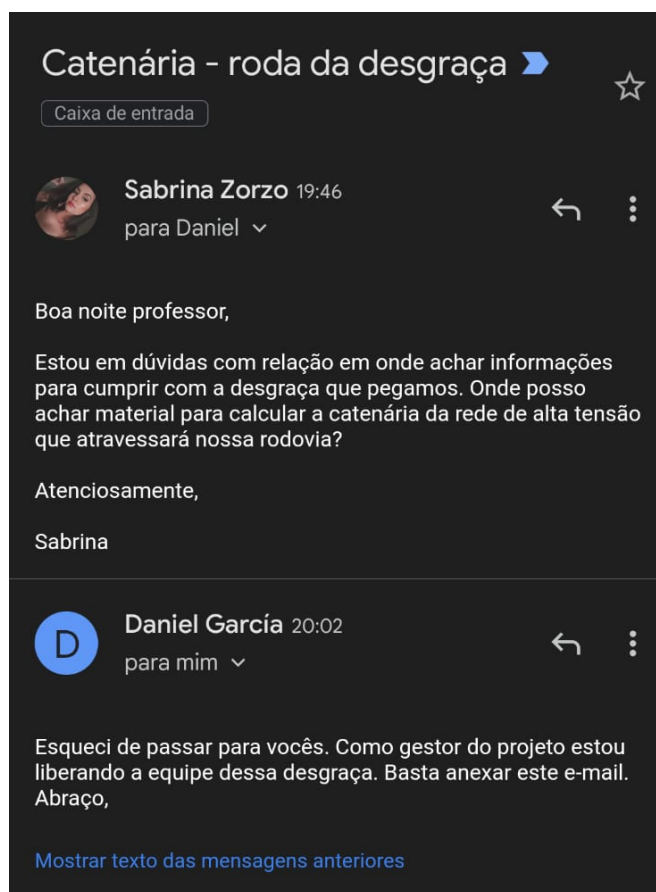 Catenária - roda da desgraça
Caixa de entrada
Sabrina Zorzo 19:46
para Daniel
Boa noite professor,
Estou em dúvidas com relação em onde achar informações
para cumprir com a desgraça que pegamos. Onde posso
achar material para calcular a catenária da rede de alta tensão
que atravessará nossa rodovia?
Atenciosamente,
Sabrina
D
Daniel García 20:02
para mim
Esqueci de passar para vocês. Como gestor do projeto estou
liberando a equipe dessa desgraça. Basta anexar este e-mail.
Abraço,
Mostrar texto das mensagens anteriores